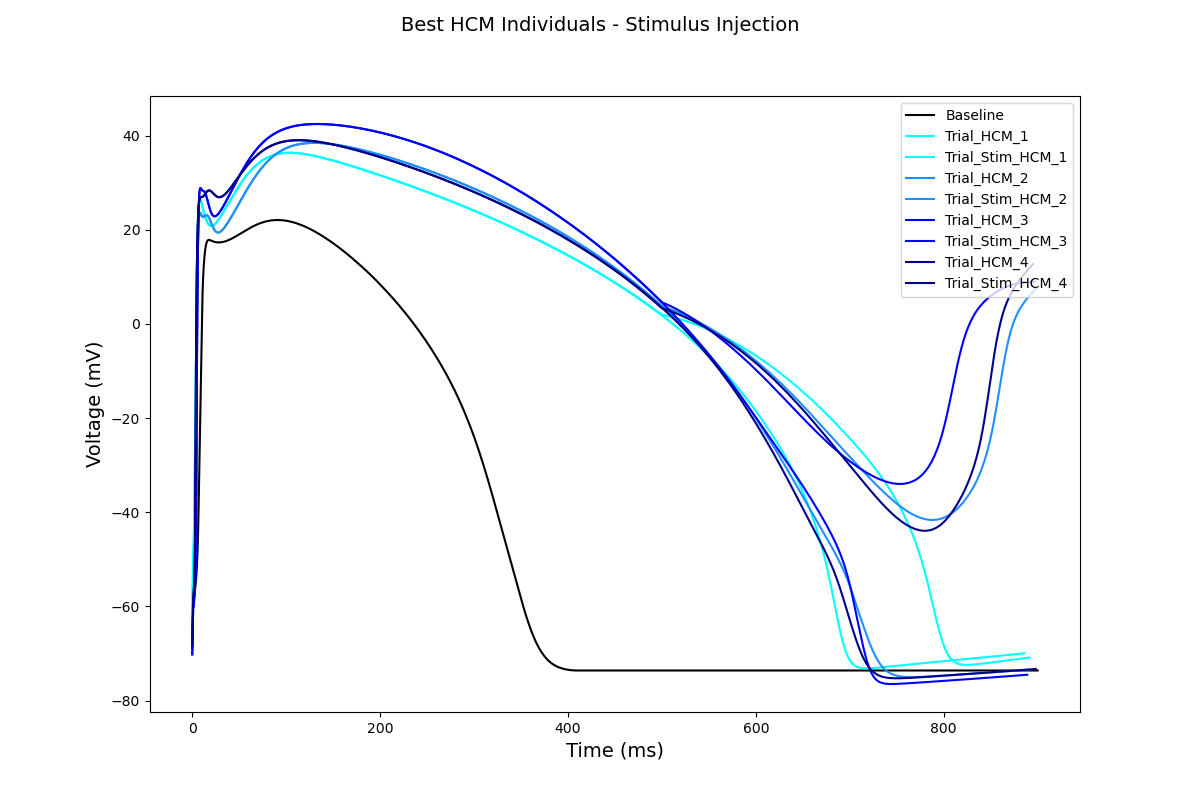 Best HCM Individuals - Stimulus Injection
Baseline
Trial_HCM_1
Trial_Stim_HCM_1
Trial_HCM_2
Trial_Stim_HCM_2
Trial_HCM_3
Trial_Stim_HCM_3
Trial_HCM_4
Trial_Stim_HCM_4
Voltage (mV)
40
20
0
−20
−40
−60
−80
0 200 400 600 800
Time (ms)